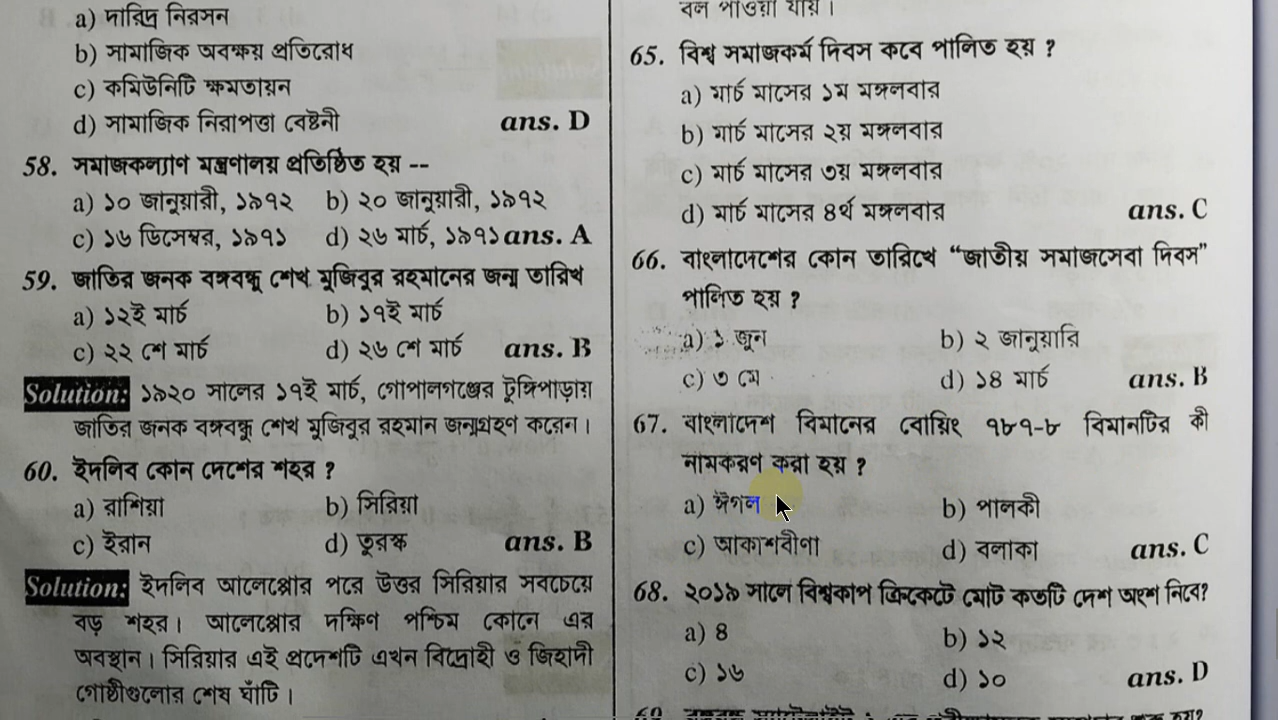 a) দারিদ্র নিরসন
b) সামাজিক অবক্ষয় প্রতিরোধ
c) কমিউনিটি ক্ষমতায়ন
d) সামাজিক নিরাপত্তা বেষ্টনী ans. D
58. সমাজকল্যাণ মন্ত্রণালয় প্রতিষ্ঠিত হয় --
a) ১০ জানুয়ারী, ১৯৭২ b) ২০ জানুয়ারী, ১৯৭২
c) ১৬ ডিসেম্বর, ১৯৭১ d) ২৬ মার্চ, ১৯৭১ ans. A
59. জাতির জনক বঙ্গবন্ধু শেখ মুজিবুর রহমানের জন্ম তারিখ
a) ১২ই মার্চ b) ১৭ই মার্চ
c) ২২ শে মার্চ d) ২৬ শে মার্চ ans. B
Solution: ১৯২০ সালের ১৭ই মার্চ, গোপালগঞ্জের টুঙ্গিপাড়ায়
জাতির জনক বঙ্গবন্ধু শেখ মুজিবুর রহমান জন্মগ্রহণ করেন।
60. ইদলিব কোন দেশের শহর ?
a) রাশিয়া b) সিরিয়া
c) ইরান d) তুরস্ক ans. B
Solution: ইদলিব আলেপ্পোর পরে উত্তর সিরিয়ার সবচেয়ে
বড় শহর। আলেপ্পোর দক্ষিণ পশ্চিম কোনে এর
অবস্থান। সিরিয়ার এই প্রদেশটি এখন বিদ্রোহী ও জিহাদী
গোষ্ঠীগুলোর শেষ ঘাঁটি।
বল পাওয়া যায়।
65. বিশ্ব সমাজকর্ম দিবস কবে পালিত হয় ?
a) মার্চ মাসের ১ম মঙ্গলবার
b) মার্চ মাসের ২য় মঙ্গলবার
c) মার্চ মাসের ৩য় মঙ্গলবার
d) মার্চ মাসের ৪র্থ মঙ্গলবার ans. C
66. বাংলাদেশের কোন তারিখে “জাতীয় সমাজসেবা দিবস”
পালিত হয় ?
a) ১ জুন b) ২ জানুয়ারি
c) ৩ মে d) ১৪ মার্চ ans. B
67. বাংলাদেশ বিমানের বোয়িং ৭৮৭-৮ বিমানটির কী
নামকরণ করা হয় ?
a) ঈগল b) পালকী
c) আকাশবীণা d) বলাকা ans. C
68. ২০১৯ সালে বিশ্বকাপ ক্রিকেটে মোট কতটি দেশ অংশ নিবে?
a) ৪ b) ১২
c) ১৬ d) ১০ ans. D